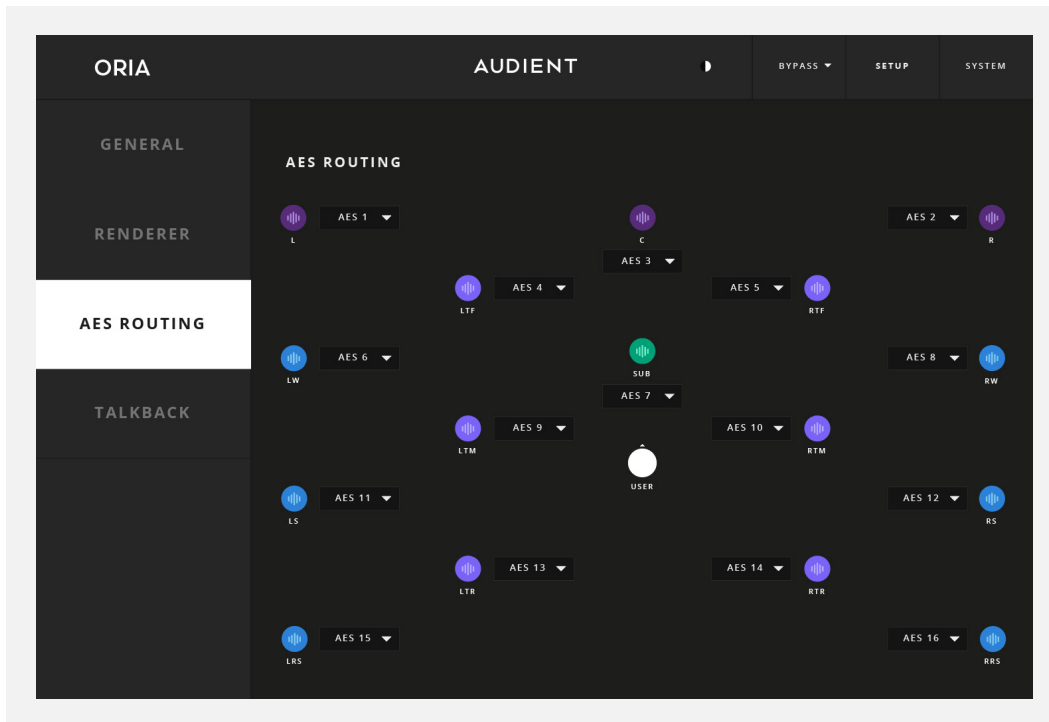 ORIA
AUDIENT
BYPASS
SETUP
SYSTEM
GENERAL
RENDERER
AES ROUTING
TALKBACK
AES ROUTING
L
AES 1
C
AES 3
AES 2
R
LTF
AES 4
AES 5
RTF
LW
AES 6
SUB
AES 7
AES 8
RW
LTM
AES 9
USER
AES 10
RTM
LS
AES 11
AES 12
RS
LTR
AES 13
AES 14
RTR
LRS
AES 15
AES 16
RRS